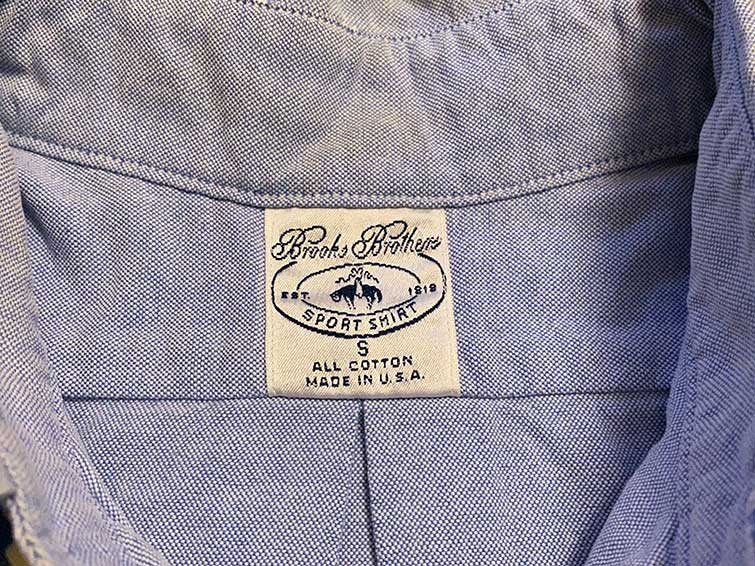 Brooks Brothers
EST. 1818
SPORT SHIRT
S
ALL COTTON
MADE IN U.S.A.